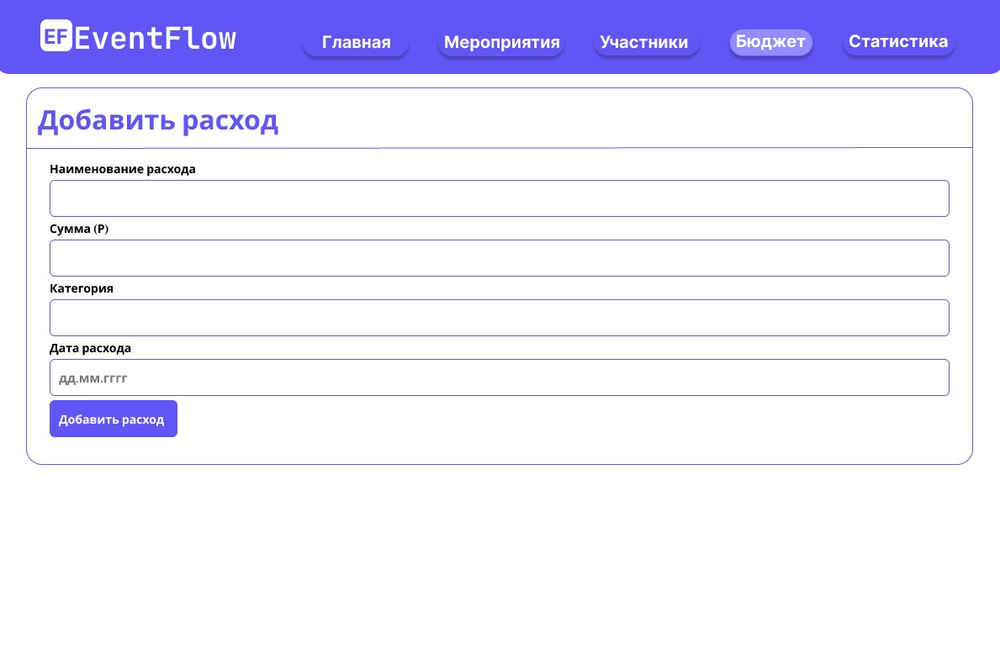 EF EventFlow Главная Мероприятия Участники Бюджет Статистика
Добавить расход
Наименование расхода
Сумма (Р)
Категория
Дата расхода
дд.мм.гггг
Добавить расход